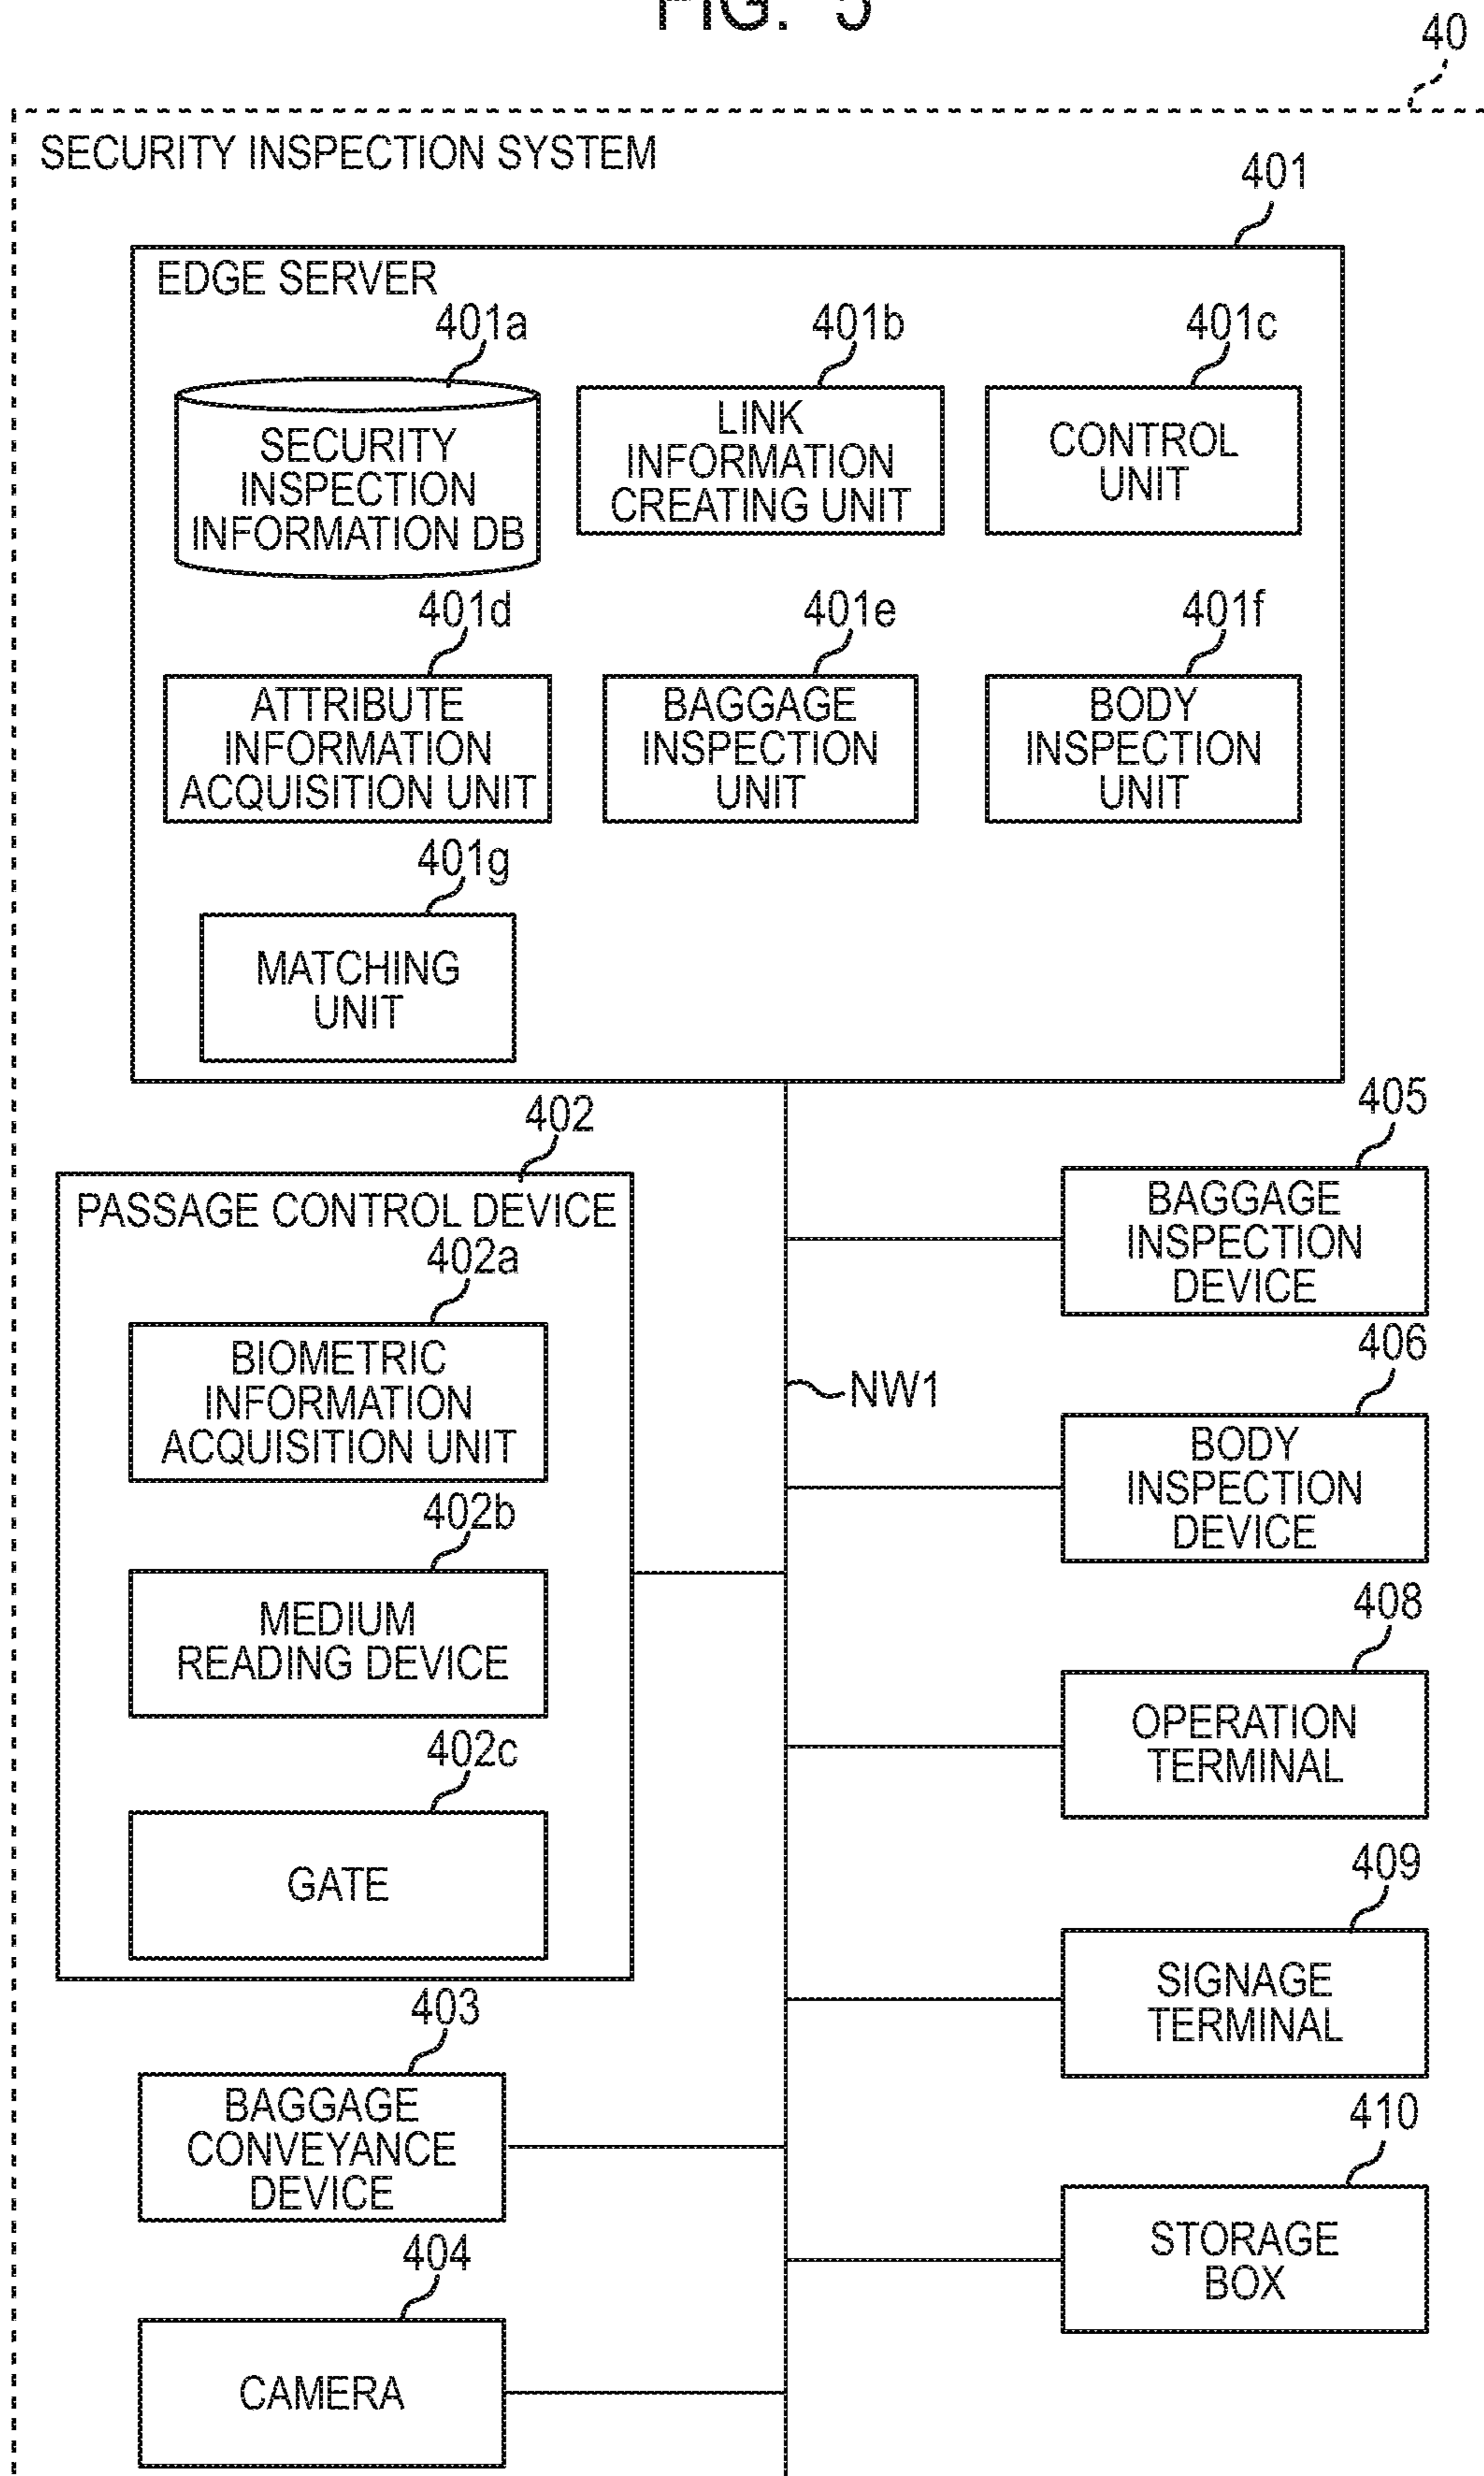 FIG. 5
40
SECURITY INSPECTION SYSTEM
401
EDGE SERVER
401a
SECURITY
INSPECTION
INFORMATION DB
401b
LINK
INFORMATION
CREATING UNIT
401c
CONTROL
UNIT
401d
ATTRIBUTE
INFORMATION
ACQUISITION UNIT
401e
BAGGAGE
INSPECTION
UNIT
401f
BODY
INSPECTION
UNIT
401g
MATCHING
UNIT
402
PASSAGE CONTROL DEVICE
402a
BIOMETRIC
INFORMATION
ACQUISITION UNIT
402b
MEDIUM
READING DEVICE
402c
GATE
403
BAGGAGE
CONVEYANCE
DEVICE
404
CAMERA
NW1
405
BAGGAGE
INSPECTION
DEVICE
406
BODY
INSPECTION
DEVICE
408
OPERATION
TERMINAL
409
SIGNAGE
TERMINAL
410
STORAGE
BOX